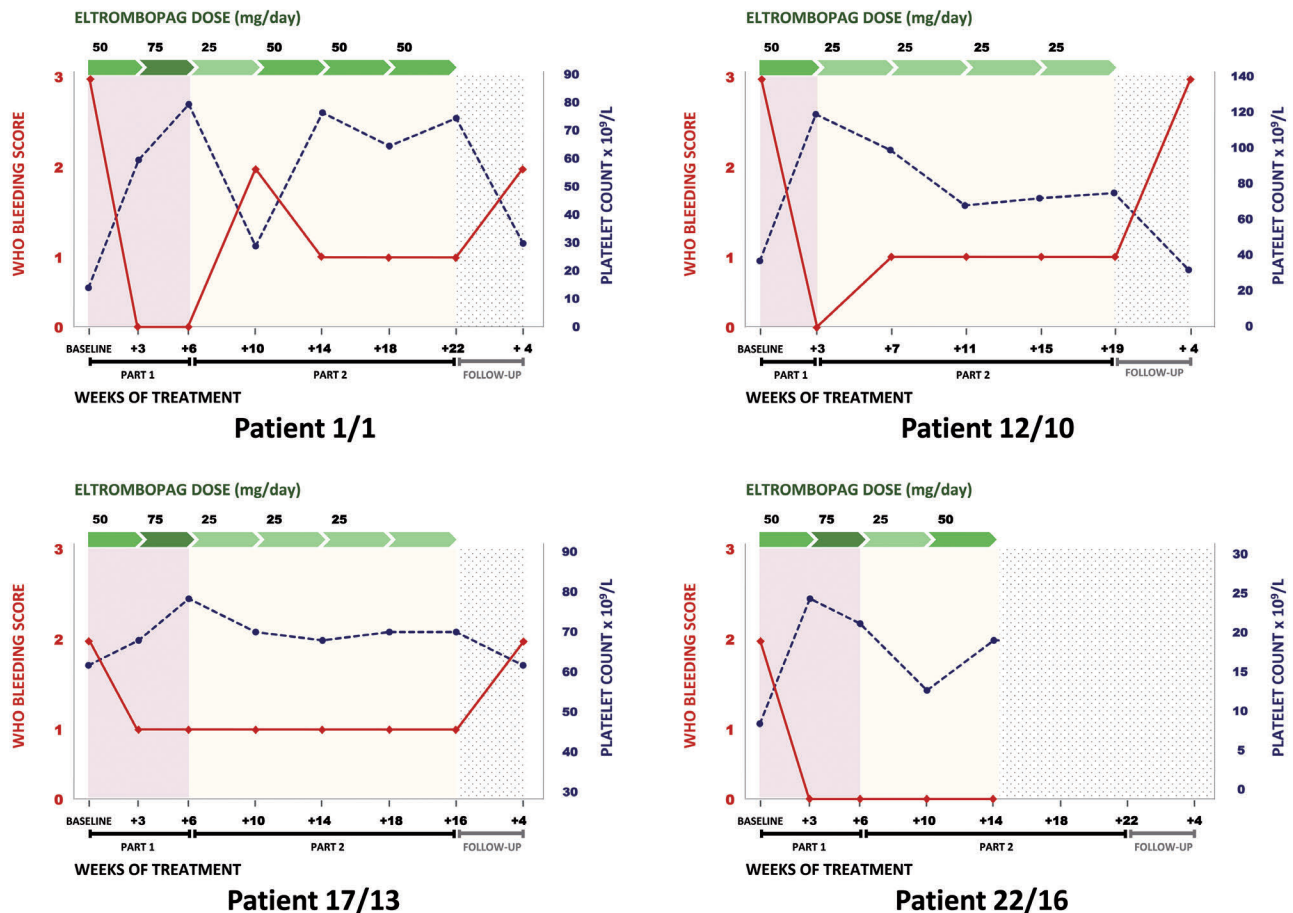 ELTROMBOPAG DOSE (mg/day)
50 75 25 50 50 50
WHO BLEEDING SCORE
3
2
1
0
90
80
70
60
50
40
30
20
10
0
PLATELET COUNT x 10⁹/L
BASELINE +3 +6 +10 +14 +18 +22 + 4
PART 1 PART 2 FOLLOW-UP
WEEKS OF TREATMENT
Patient 1/1
ELTROMBOPAG DOSE (mg/day)
50 25 25 25 25
WHO BLEEDING SCORE
3
2
1
0
140
120
100
80
60
40
20
0
PLATELET COUNT x 10⁹/L
BASELINE +3 +7 +11 +15 +19 + 4
PART 1 PART 2 FOLLOW-UP
WEEKS OF TREATMENT
Patient 12/10
ELTROMBOPAG DOSE (mg/day)
50 75 25 25 25
WHO BLEEDING SCORE
3
2
1
0
90
80
70
60
50
40
30
PLATELET COUNT x 10⁹/L
BASELINE +3 +6 +10 +14 +18 +16 +4
PART 1 PART 2 FOLLOW-UP
WEEKS OF TREATMENT
Patient 17/13
ELTROMBOPAG DOSE (mg/day)
50 75 25 50
WHO BLEEDING SCORE
3
2
1
0
30
25
20
15
10
5
0
PLATELET COUNT x 10⁹/L
BASELINE +3 +6 +10 +14 +18 +22 +4
PART 1 PART 2 FOLLOW-UP
WEEKS OF TREATMENT
Patient 22/16